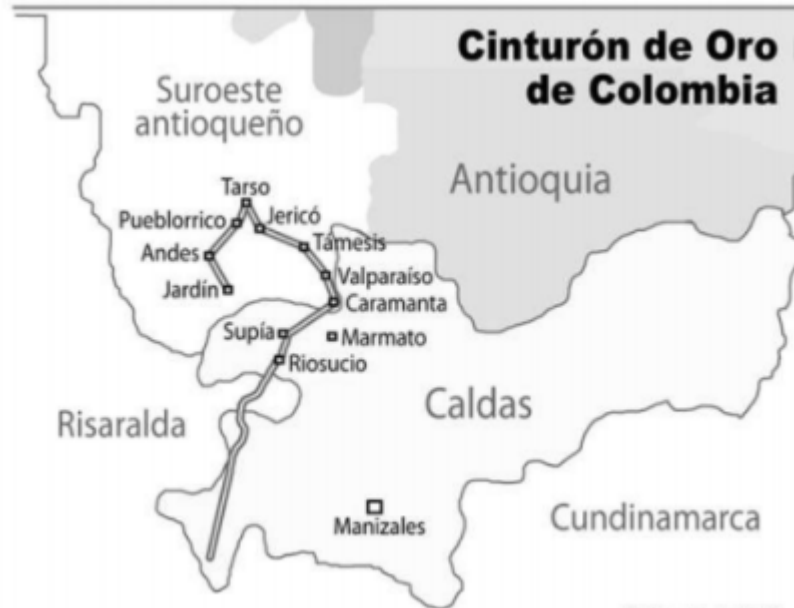 Cinturón de Oro
de Colombia
Suroeste
antioqueño
Antioquia
Tarso
Pueblorrico
Jericó
Andes
Támesis
Jardín
Valparaíso
Caramanta
Supía
Marmato
Riosucio
Risaralda
Caldas
Manizales
Cundinamarca